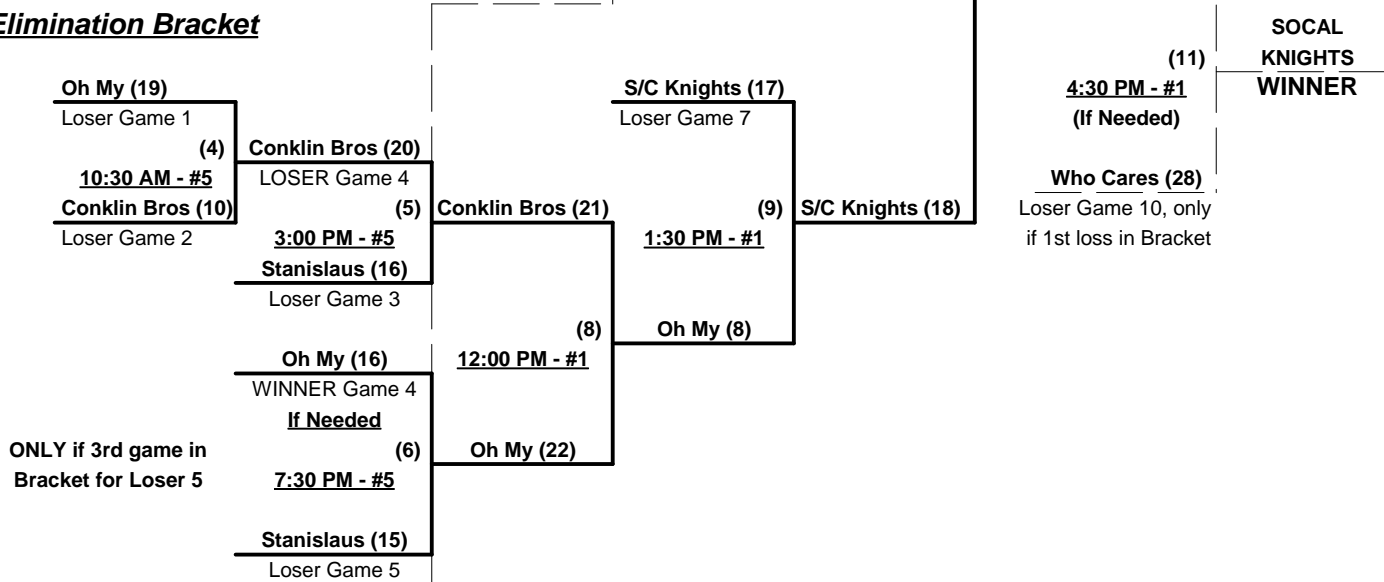 Elimination Bracket
Oh My (19)
Loser Game 1
(4)
10:30 AM - #5
Conklin Bros (10)
Loser Game 2
Conklin Bros (20)
LOSER Game 4
(5)
3:00 PM - #5
Stanislaus (16)
Loser Game 3
Oh My (16)
WINNER Game 4
If Needed
(6)
7:30 PM - #5
ONLY if 3rd game in
Bracket for Loser 5
Stanislaus (15)
Loser Game 5
Conklin Bros (21)
(8)
12:00 PM - #1
Oh My (22)
S/C Knights (17)
Loser Game 7
(9)
1:30 PM - #1
Oh My (8)
S/C Knights (18)
(11)
4:30 PM - #1
(If Needed)
Who Cares (28)
Loser Game 10, only
if 1st loss in Bracket
SOCAL
KNIGHTS
WINNER